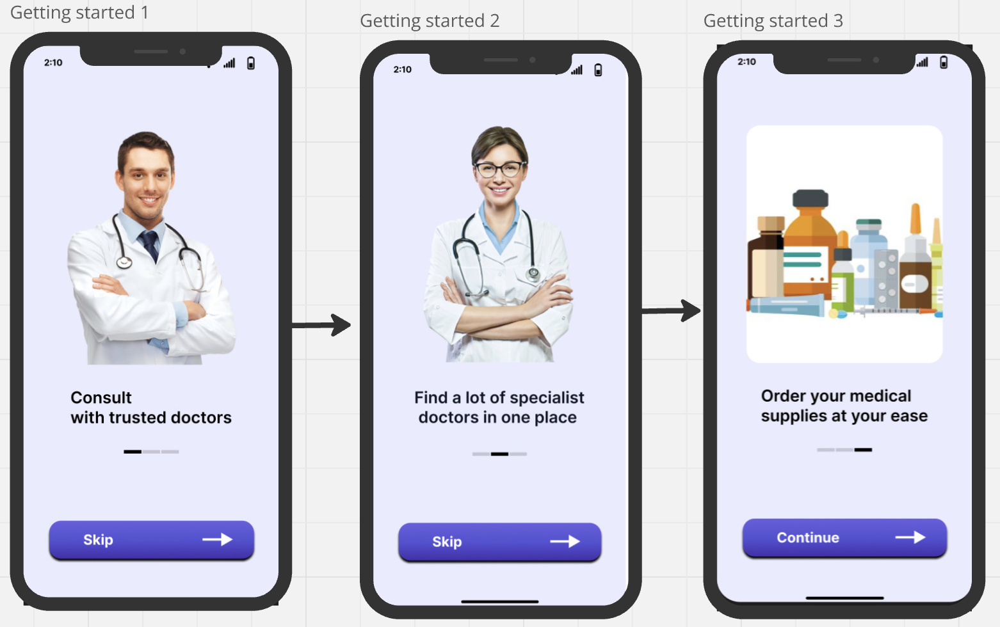 Getting started 1
2:10
Consult
with trusted doctors
Skip
Getting started 2
2:10
Find a lot of specialist
doctors in one place
Skip
Getting started 3
2:10
Order your medical
supplies at your ease
Continue